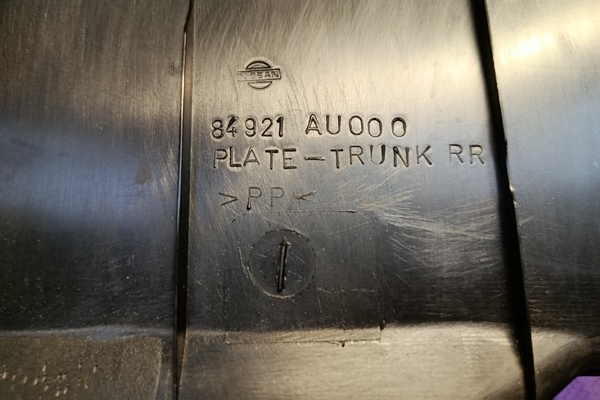 NISSAN
84921 AU000
PLATE-TRUNK RR
>PP<